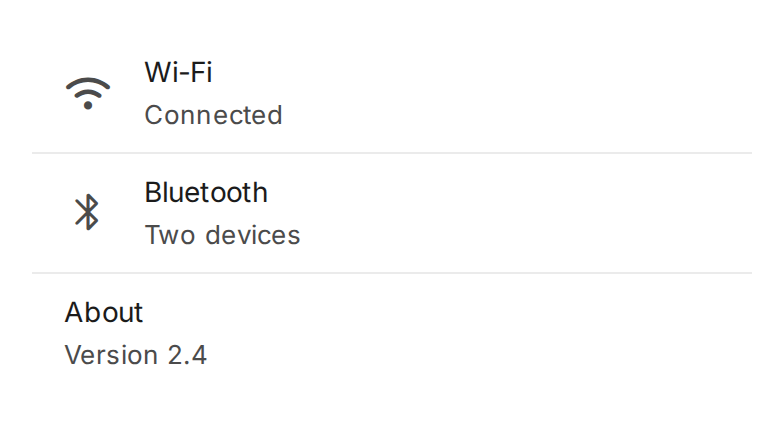 Wi-Fi
Connected
Bluetooth
Two devices
About
Version 2.4